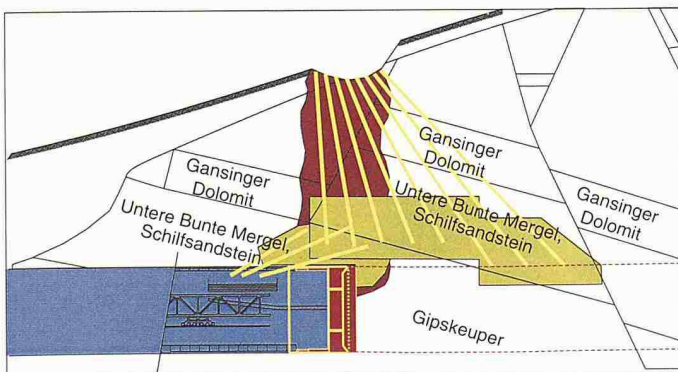 Gansinger
Dolomit
Gansinger
Dolomit
Untere Bunte Mergel,
Schilfsandstein
Untere Bunte Mergel,
Schilfsandstein
Gansinger
Dolomit
Gipskeuper